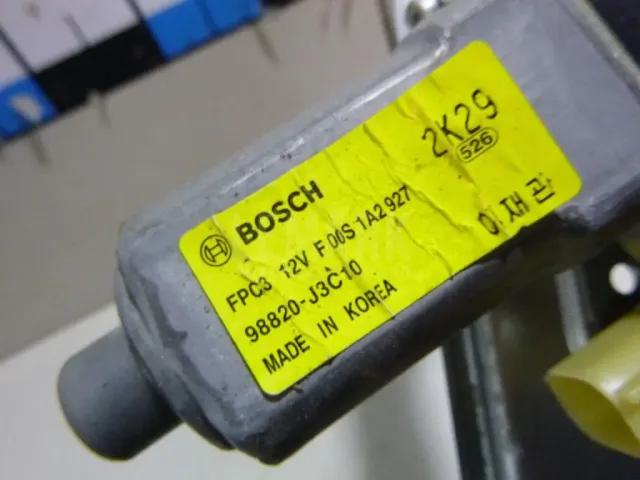 BOSCH
2K29
526
FPC3 12V F 00S 1A2 927
이재관
98820-J3C10
MADE IN KOREA